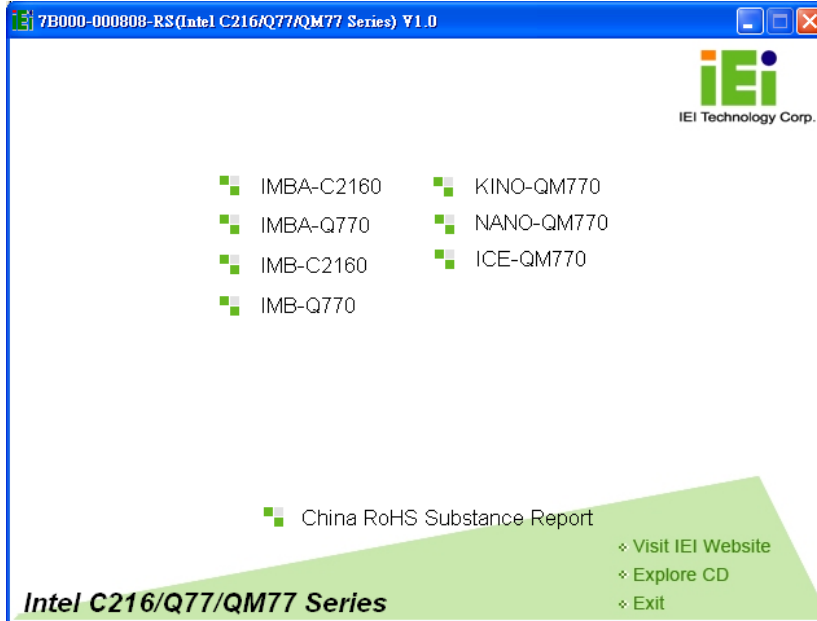 7B000-000808-RS(Intel C216/Q77/QM77 Series) V1.0
iEi
IEI Technology Corp.
IMBA-C2160
IMBA-Q770
IMB-C2160
IMB-Q770
KINO-QM770
NANO-QM770
ICE-QM770
China RoHS Substance Report
Visit IEI Website
Explore CD
Exit
Intel C216/Q77/QM77 Series